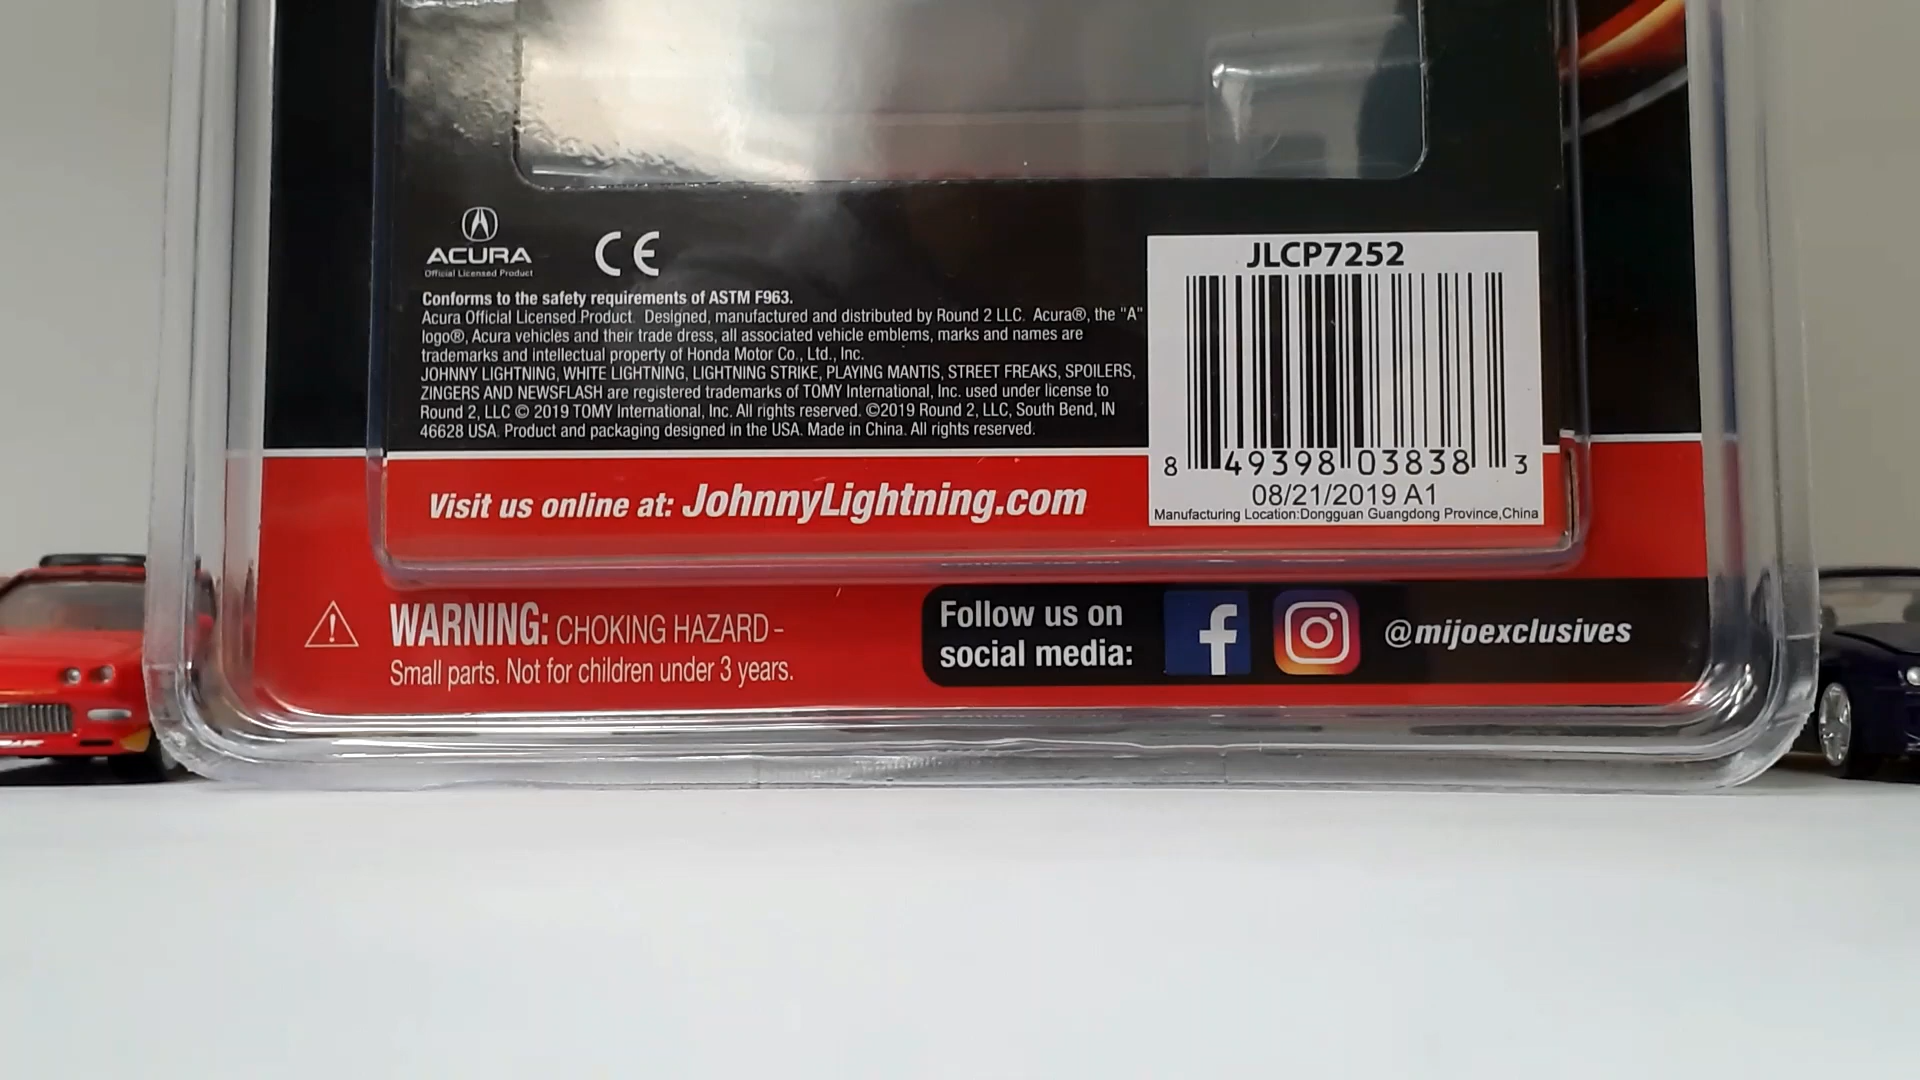 ACURA
Official Licensed Product
CE
Conforms to the safety requirements of ASTM F963.
Acura Official Licensed Product. Designed, manufactured and distributed by Round 2 LLC. Acura®, the "A"
logo®, Acura vehicles and their trade dress, all associated vehicle emblems, marks and names are
trademarks and intellectual property of Honda Motor Co., Ltd., Inc.
JOHNNY LIGHTNING, WHITE LIGHTNING, LIGHTNING STRIKE, PLAYING MANTIS, STREET FREAKS, SPOILERS,
ZINGERS AND NEWSFLASH are registered trademarks of TOMY International, Inc. used under license to
Round 2, LLC © 2019 TOMY International, Inc. All rights reserved. ©2019 Round 2, LLC, South Bend, IN
46628 USA. Product and packaging designed in the USA. Made in China. All rights reserved.
JLCP7252
8 49398 03838 3
08/21/2019 A1
Manufacturing Location:Dongguan Guangdong Province,China
Visit us online at: JohnnyLightning.com
WARNING: CHOKING HAZARD -
Small parts. Not for children under 3 years.
Follow us on
social media:
@mijoexclusives